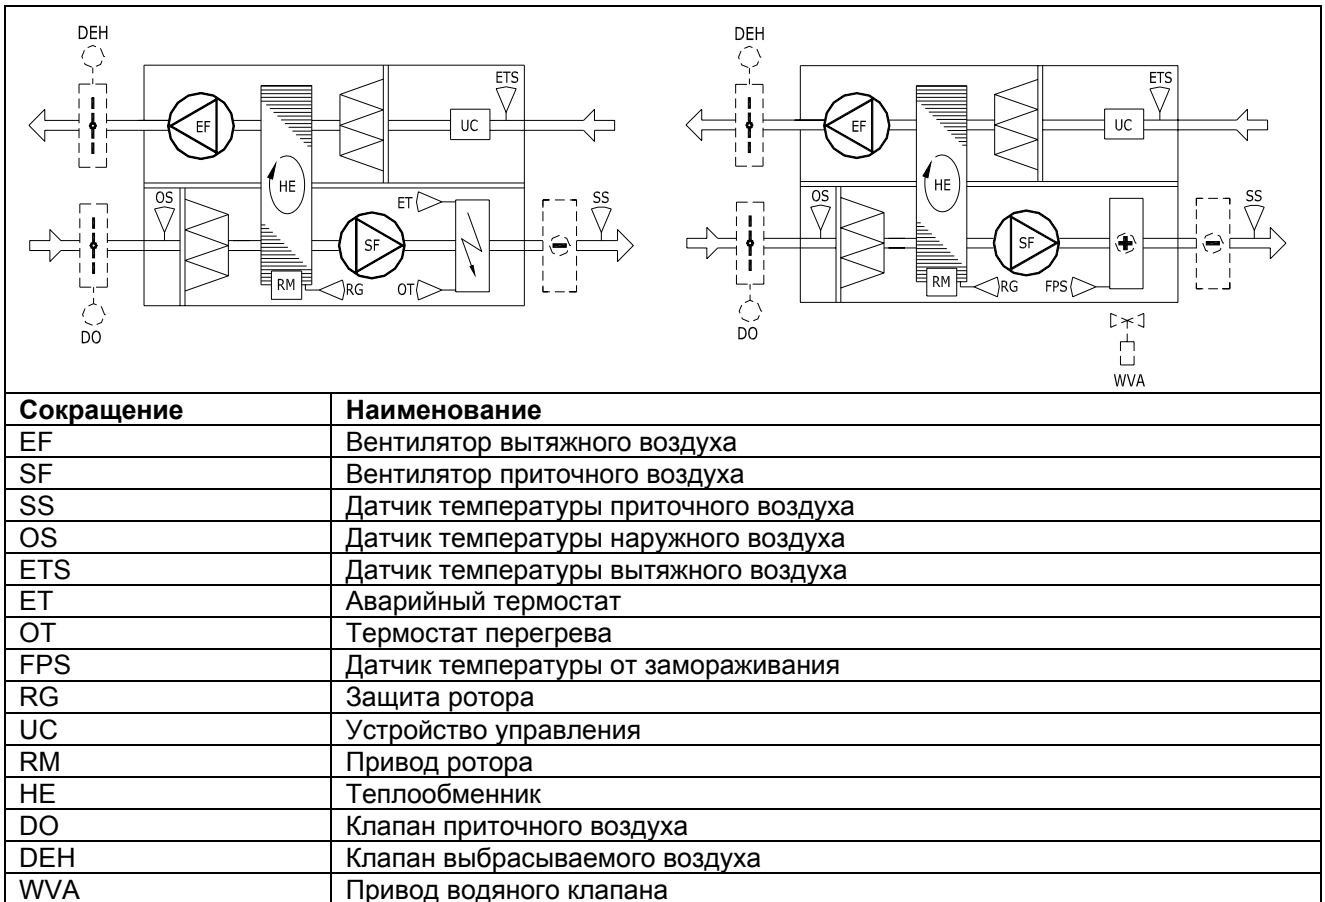 DEH DEH
ETS ETS
EF UC EF UC
HE HE
OS ET SS OS SS
SF SF
RM RG OT RM RG FPS
DO DO
WVA
Сокращение Наименование
EF Вентилятор вытяжного воздуха
SF Вентилятор приточного воздуха
SS Датчик температуры приточного воздуха
OS Датчик температуры наружного воздуха
ETS Датчик температуры вытяжного воздуха
ET Аварийный термостат
OT Термостат перегрева
FPS Датчик температуры от замораживания
RG Защита ротора
UC Устройство управления
RM Привод ротора
HE Теплообменник
DO Клапан приточного воздуха
DEH Клапан выбрасываемого воздуха
WVA Привод водяного клапана